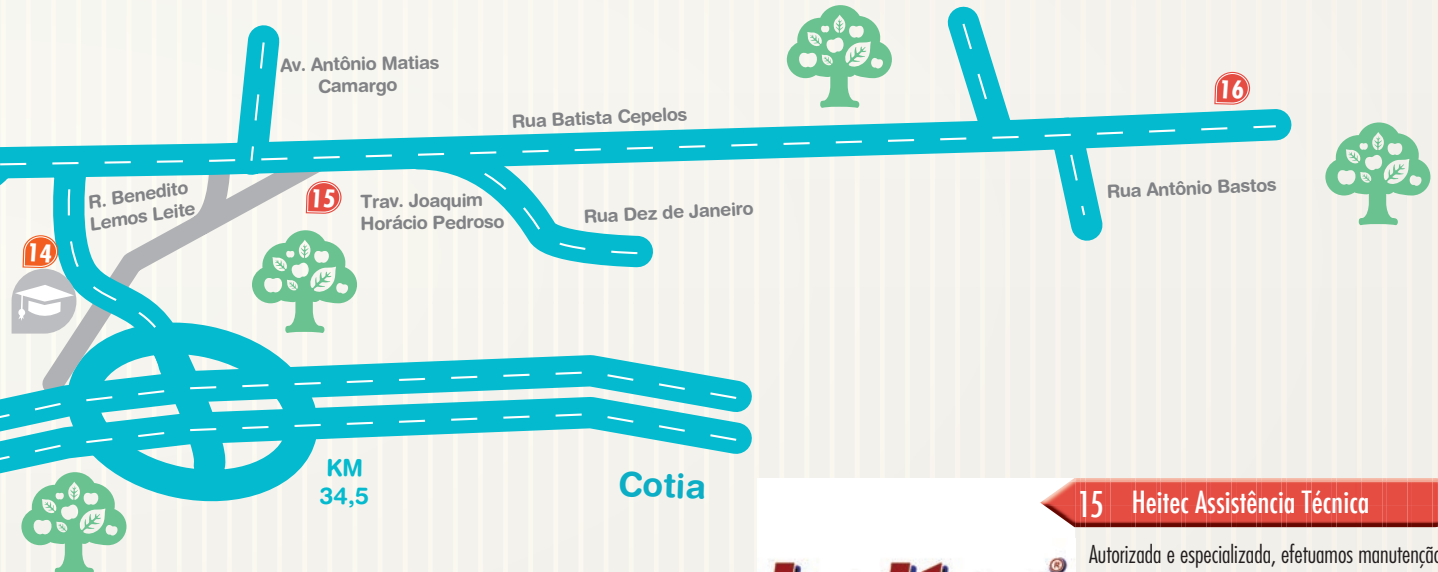 Av. Antônio Matias
Camargo
Rua Batista Cepelos
16
R. Benedito
Lemos Leite
15
Trav. Joaquim
Horácio Pedroso
Rua Dez de Janeiro
Rua Antônio Bastos
14
KM
34,5
Cotia
15 Heitec Assistência Técnica
Autorizada e especializada, efetuamos manutenção
®